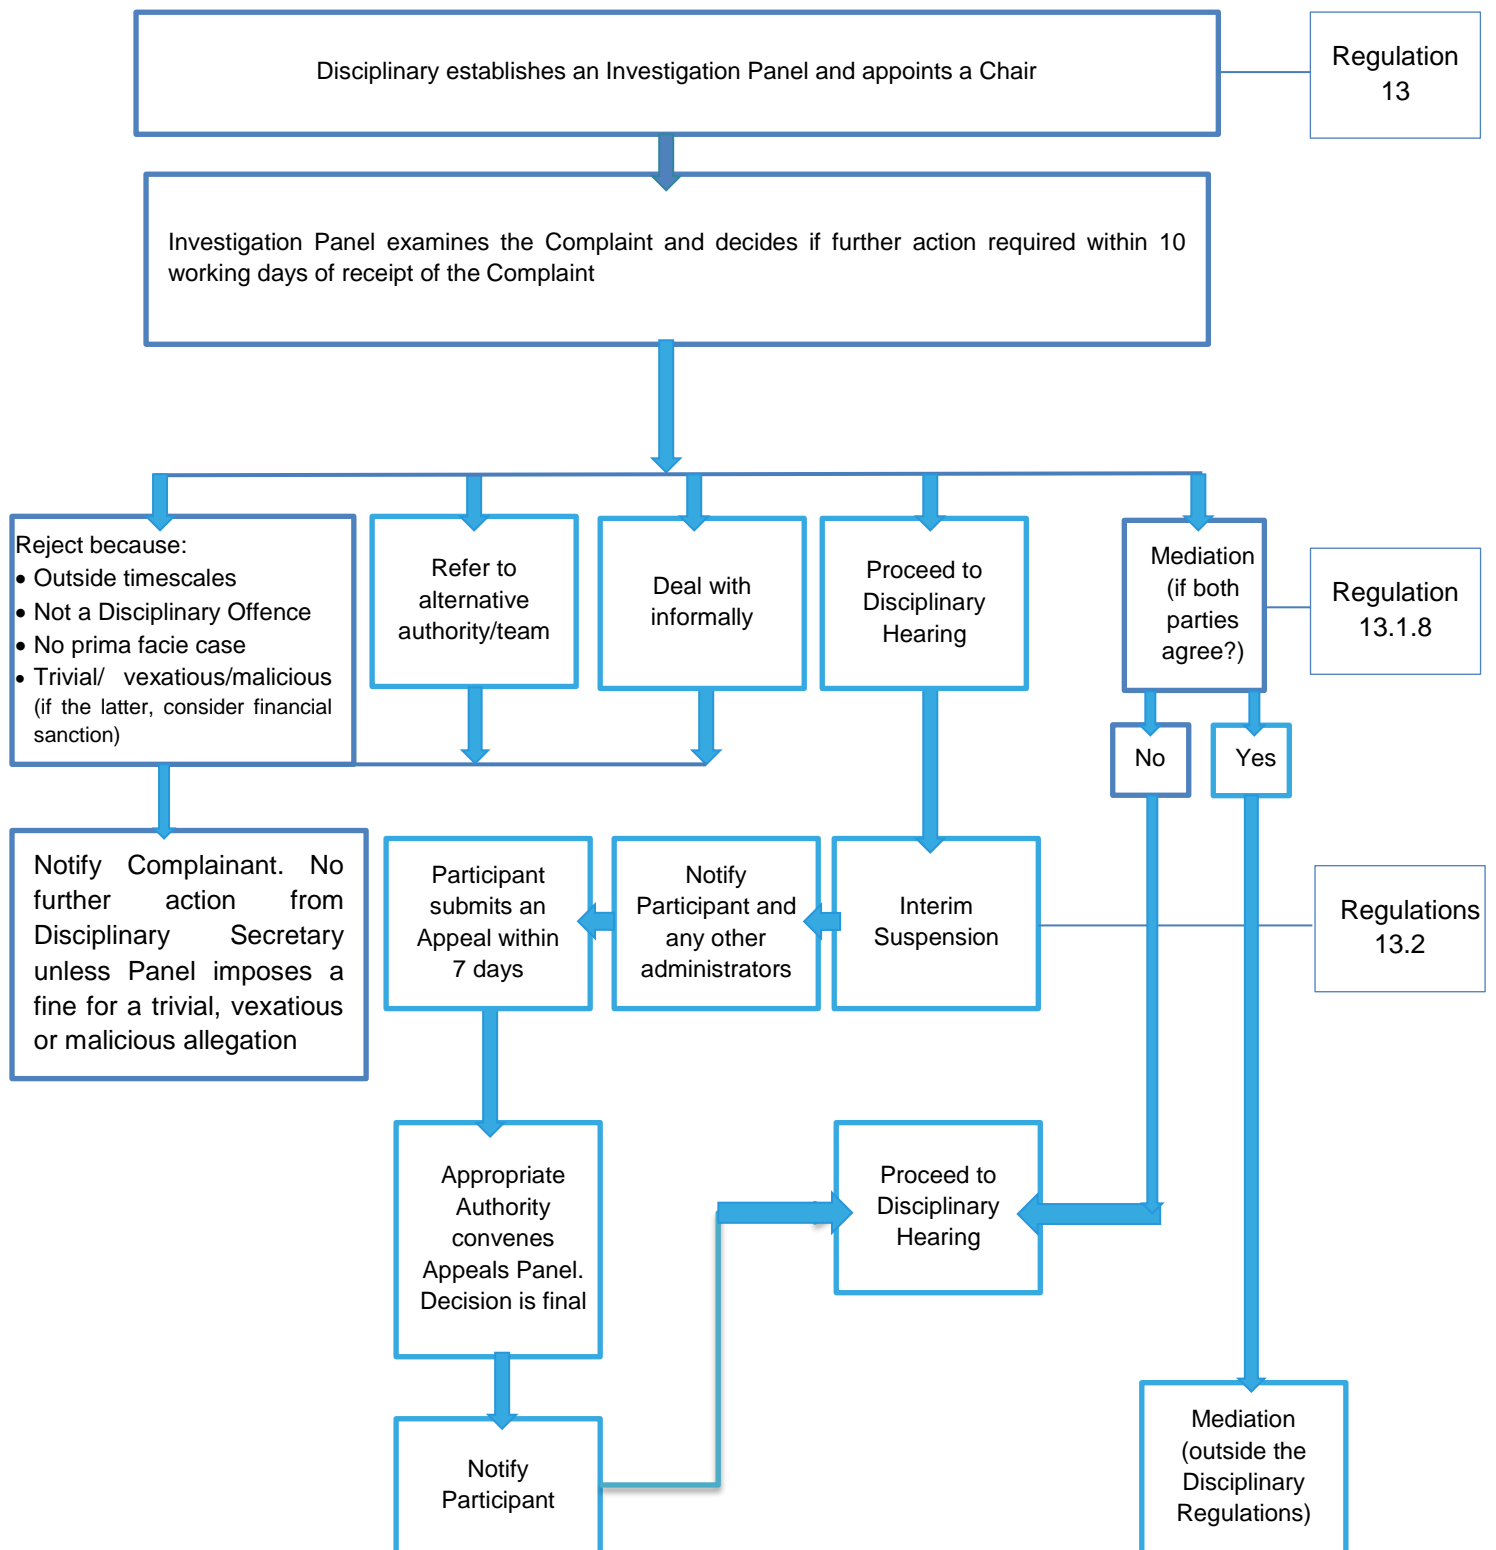 Disciplinary establishes an Investigation Panel and appoints a Chair
Regulation
13
Investigation Panel examines the Complaint and decides if further action required within 10
working days of receipt of the Complaint
Reject because:
• Outside timescales
• Not a Disciplinary Offence
• No prima facie case
• Trivial/ vexatious/malicious
(if the latter, consider financial
sanction)
Refer to
alternative
authority/team
Deal with
informally
Proceed to
Disciplinary
Hearing
Mediation
(if both
parties
agree?)
Regulation
13.1.8
No
Yes
Notify Complainant. No
further action from
Disciplinary Secretary
unless Panel imposes a
fine for a trivial, vexatious
or malicious allegation
Participant
submits an
Appeal within
7 days
Notify
Participant and
any other
administrators
Interim
Suspension
Regulations
13.2
Appropriate
Authority
convenes
Appeals Panel.
Decision is final
Proceed to
Disciplinary
Hearing
Notify
Participant
Mediation
(outside the
Disciplinary
Regulations)